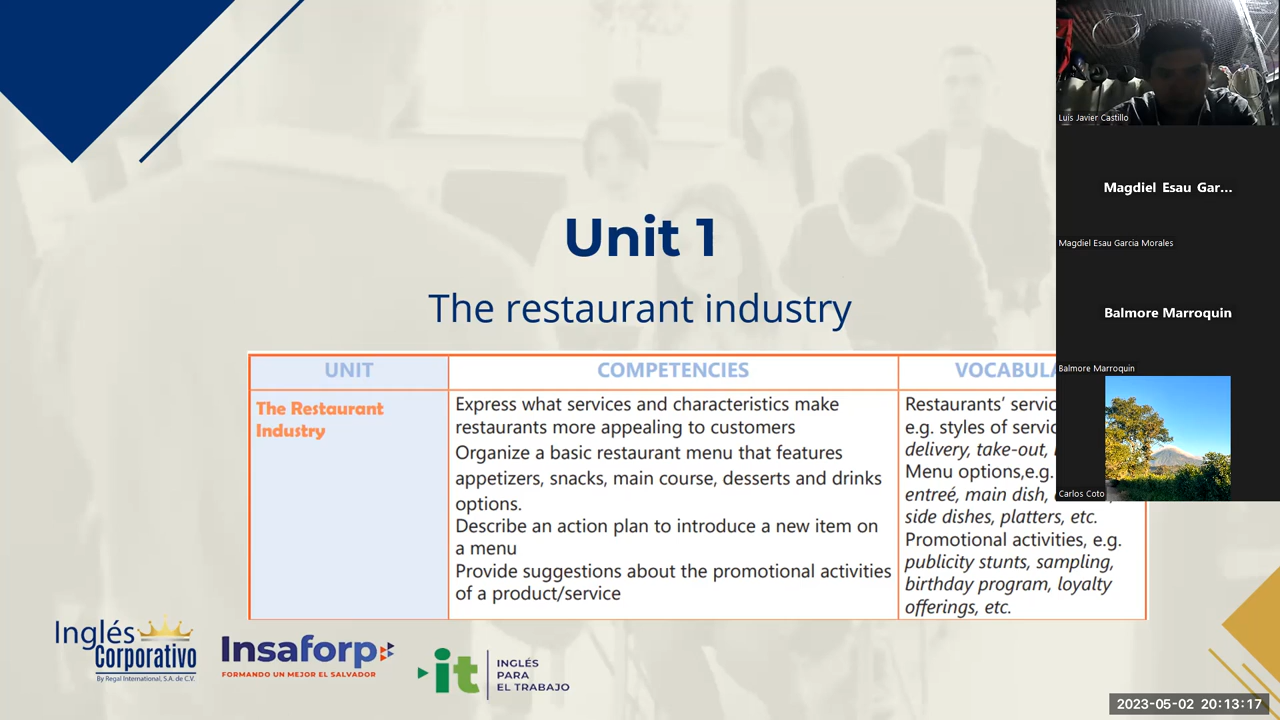 Unit 1
The restaurant industry
UNIT
COMPETENCIES
The Restaurant
Industry
Express what services and characteristics make
restaurants more appealing to customers
Organize a basic restaurant menu that features
appetizers, snacks, main course, desserts and drinks
options.
Describe an action plan to introduce a new item on
a menu
Provide suggestions about the promotional activities
of a product/service
Restaurants'
e.g. styles of
delivery, take-out,
Menu options,e.g.
entreé, main dish,
side dishes, platters, etc.
Promotional activities, e.g.
publicity stunts, sampling,
birthday program, loyalty
offerings, etc.
Luis Javier Castillo
Magdiel Esau Gar...
Magdiel Esau Garcia Morales
Balmore Marroquin
Balmore Marroquin
Carlos Coto
Inglés
Corporativo
By Regal International, S.A. de C.V.
Insaforp
FORMANDO UN MEJOR EL SALVADOR
it
INGLÉS
PARA
EL TRABAJO
2023-05-02 20:13:17